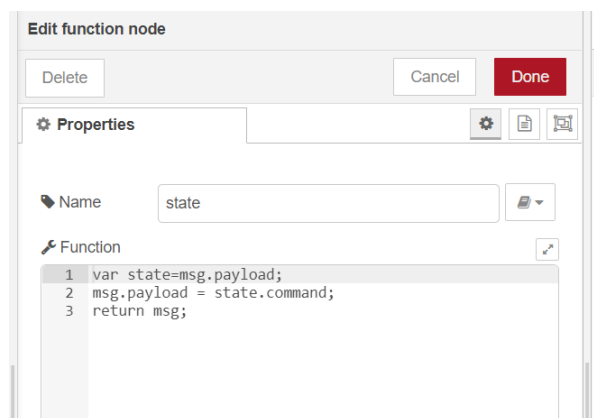 Edit function node
Delete
Cancel
Done
Properties
Name
state
Function
1 var state=msg.payload;
2 msg.payload = state.command;
3 return msg;